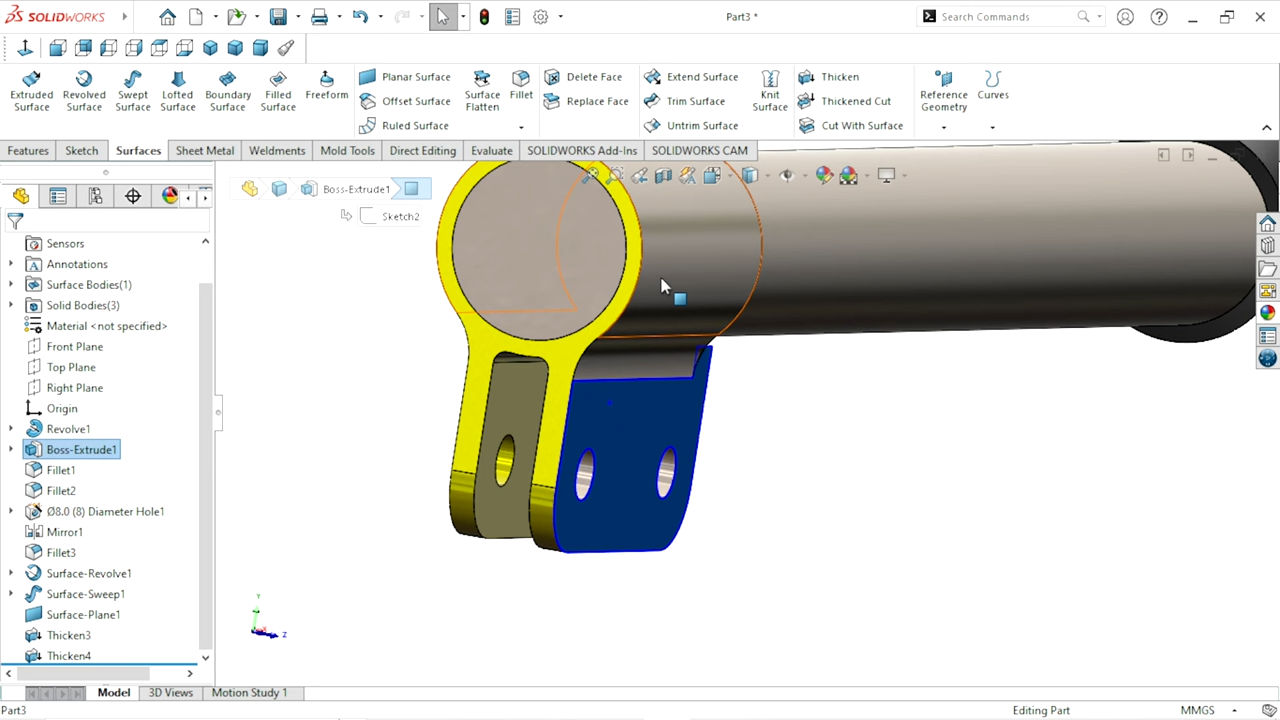 SOLIDWORKS
Part3 *
Search Commands
Extruded Surface
Revolved Surface
Swept Surface
Lofted Surface
Boundary Surface
Filled Surface
Freeform
Planar Surface
Offset Surface
Ruled Surface
Surface Flatten
Fillet
Delete Face
Replace Face
Extend Surface
Trim Surface
Untrim Surface
Knit Surface
Thicken
Thickened Cut
Cut With Surface
Reference Geometry
Curves
Features
Sketch
Surfaces
Sheet Metal
Weldments
Mold Tools
Direct Editing
Evaluate
SOLIDWORKS Add-Ins
SOLIDWORKS CAM
Boss-Extrude1
Sketch2
Sensors
Annotations
Surface Bodies(1)
Solid Bodies(3)
Material <not specified>
Front Plane
Top Plane
Right Plane
Origin
Revolve1
Boss-Extrude1
Fillet1
Fillet2
Ø8.0 (8) Diameter Hole1
Mirror1
Fillet3
Surface-Revolve1
Surface-Sweep1
Surface-Plane1
Thicken3
Thicken4
Y
Z
Model
3D Views
Motion Study 1
Part3
Editing Part
MMGS